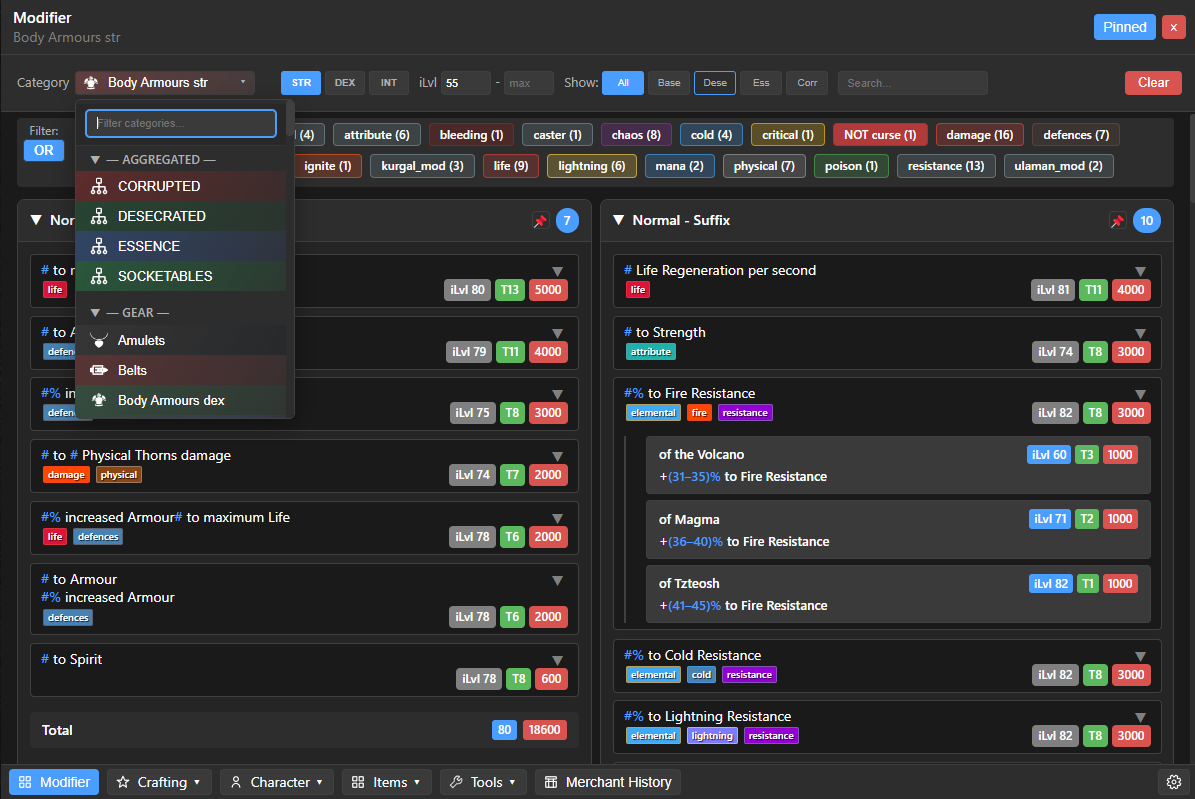 Modifier
Body Armours str
Pinned
x
Category
Body Armours str
STR
DEX
INT
iLvl
55
-
max
Show:
All
Base
Dese
Ess
Corr
Search...
Clear
Filter categories...
— AGGREGATED —
CORRUPTED
DESECRATED
ESSENCE
SOCKETABLES
— GEAR —
Amulets
Belts
Body Armours dex
Filter:
OR
(4)
attribute (6)
bleeding (1)
caster (1)
chaos (8)
cold (4)
critical (1)
NOT curse (1)
damage (16)
defences (7)
ignite (1)
kurgal_mod (3)
life (9)
lightning (6)
mana (2)
physical (7)
poison (1)
resistance (13)
ulaman_mod (2)
7
# to
life
iLvl 80
T13
5000
# to
iLvl 79
T11
4000
#%
iLvl 75
T8
3000
# to # Physical Thorns damage
damage
physical
iLvl 74
T7
2000
#% increased Armour# to maximum Life
life
defences
iLvl 78
T6
2000
# to Armour
#% increased Armour
defences
iLvl 78
T6
2000
# to Spirit
iLvl 78
T8
600
Total
80
18600
Normal - Suffix
10
# Life Regeneration per second
life
iLvl 81
T11
4000
# to Strength
attribute
iLvl 74
T8
3000
#% to Fire Resistance
elemental
fire
resistance
iLvl 82
T8
3000
of the Volcano
iLvl 60
T3
1000
+(31–35)% to Fire Resistance
of Magma
iLvl 71
T2
1000
+(36–40)% to Fire Resistance
of Tzteosh
iLvl 82
T1
1000
+(41–45)% to Fire Resistance
#% to Cold Resistance
elemental
cold
resistance
iLvl 82
T8
3000
#% to Lightning Resistance
elemental
lightning
resistance
iLvl 82
T8
3000
Modifier
Crafting
Character
Items
Tools
Merchant History